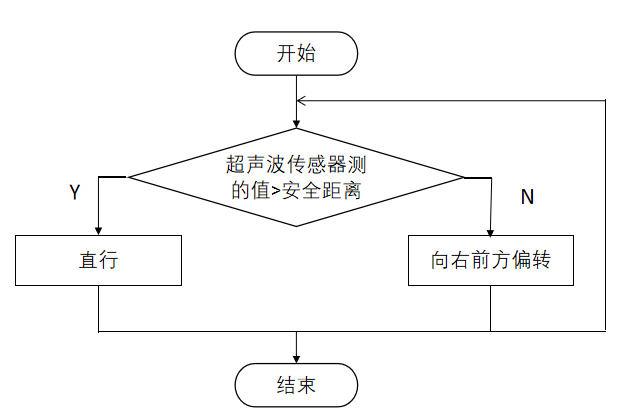 开始
超声波传感器测
的值>安全距离
Y
N
直行
向右前方偏转
结束